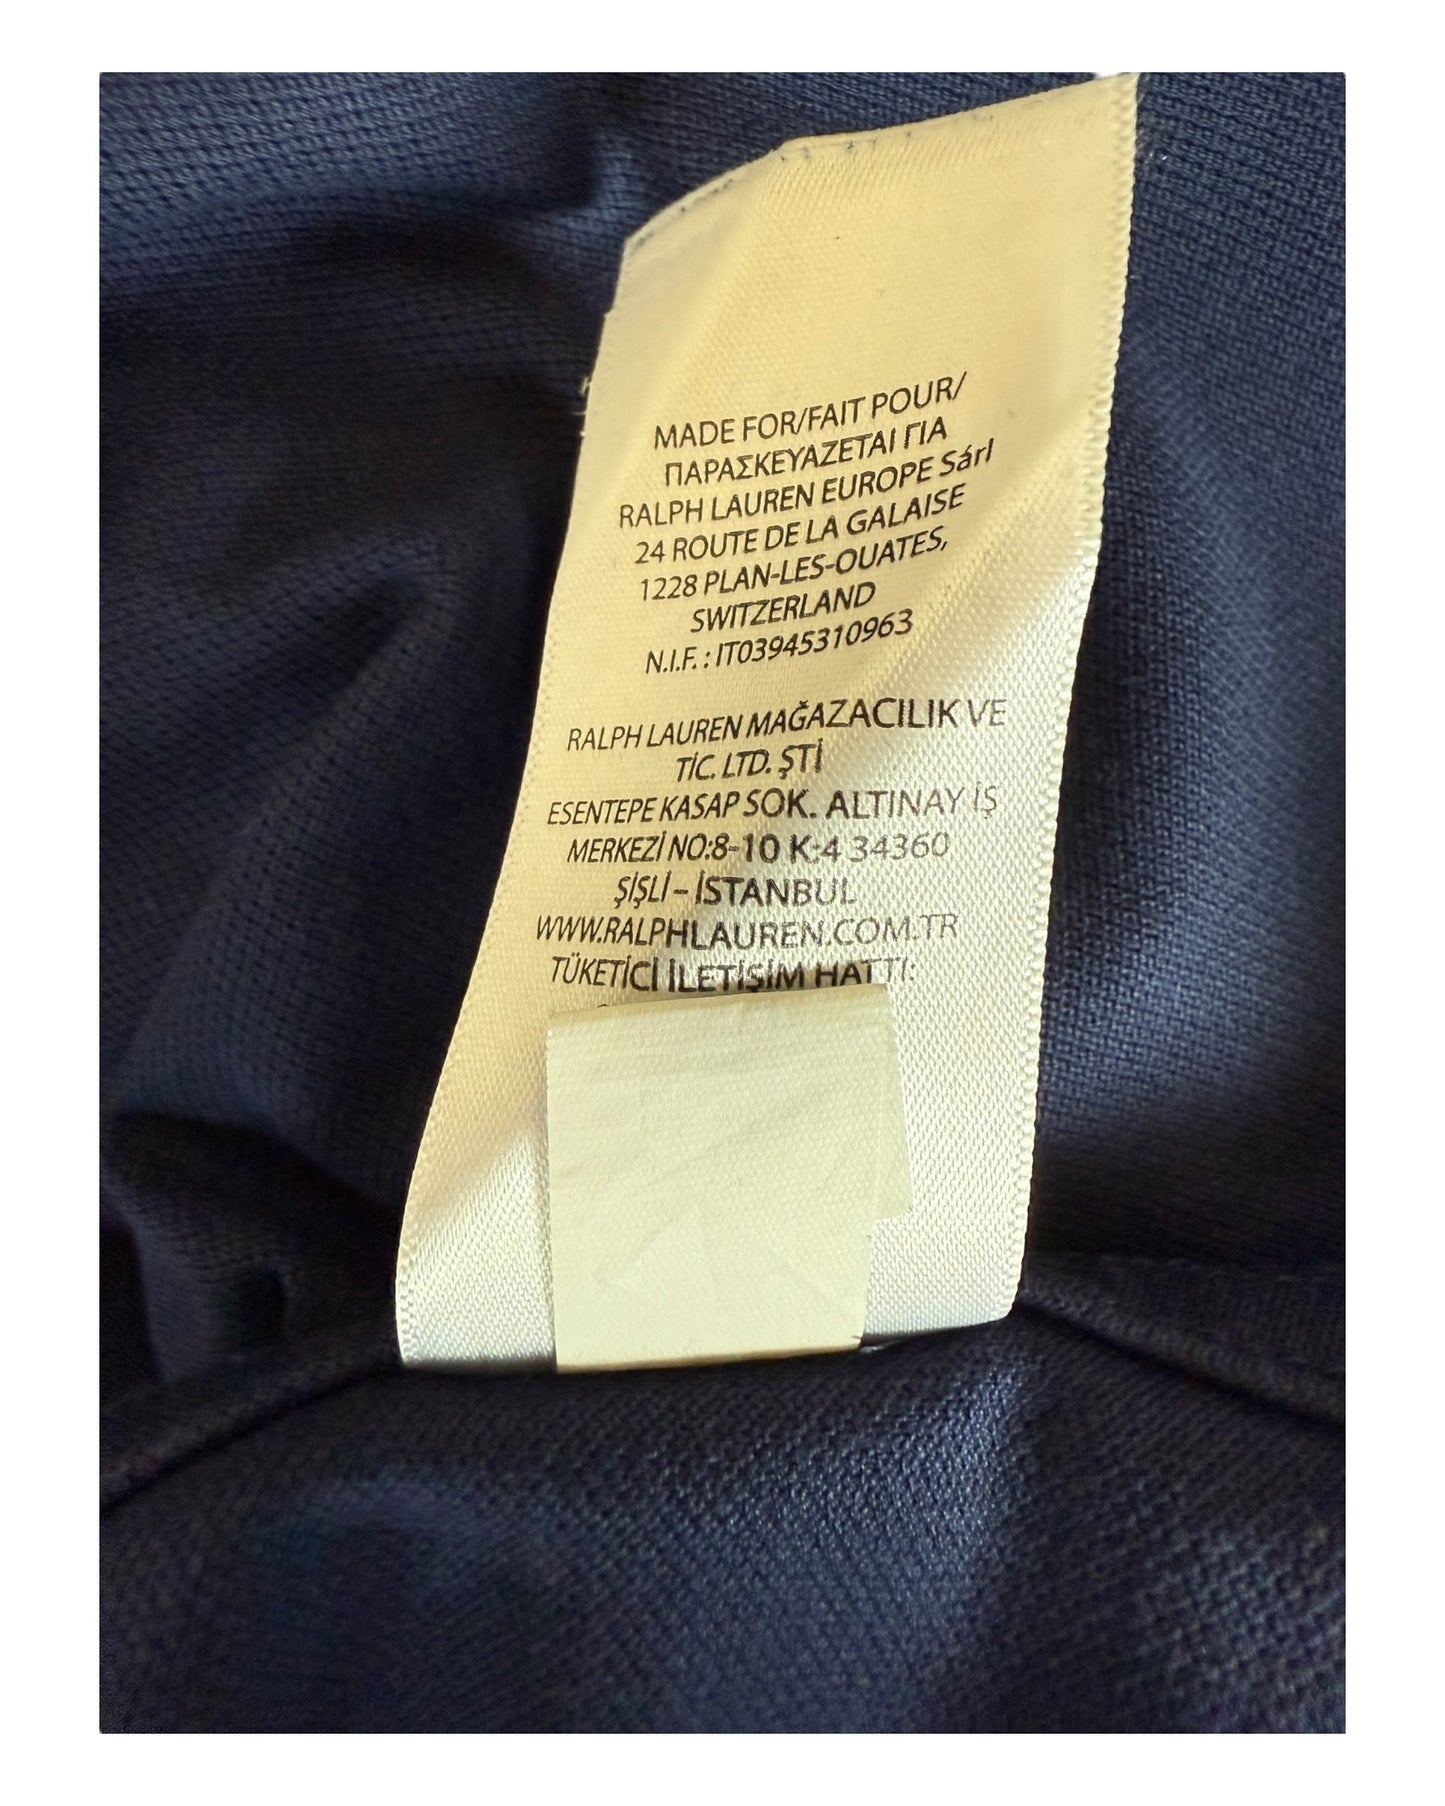 MADE FOR/FAIT POUR/
ΠΑΡΑΣΚΕΥΑΖΕΤΑΙ ΓΙΑ
RALPH LAUREN EUROPE Sárl
24 ROUTE DE LA GALAISE
1228 PLAN-LES-OUATES,
SWITZERLAND
N.I.F. : IT03945310963
RALPH LAUREN MAĞAZACILIK VE
TİC. LTD. ŞTİ
ESENTEPE KASAP SOK. ALTINAY İŞ
MERKEZİ NO:8-10 K:4 34360
ŞİŞLİ – İSTANBUL
WWW.RALPHLAUREN.COM.TR
TÜKETİCİ İLETİŞİM HATTI: